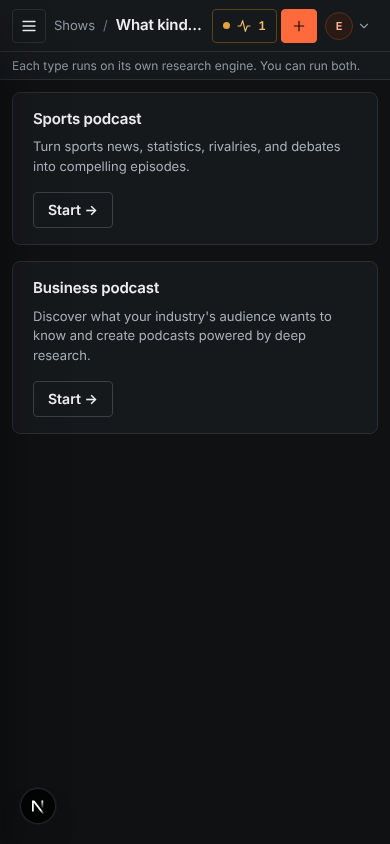 Shows / What kind...
1
E
Each type runs on its own research engine. You can run both.
Sports podcast
Turn sports news, statistics, rivalries, and debates
into compelling episodes.
Start →
Business podcast
Discover what your industry's audience wants to
know and create podcasts powered by deep
research.
Start →
N